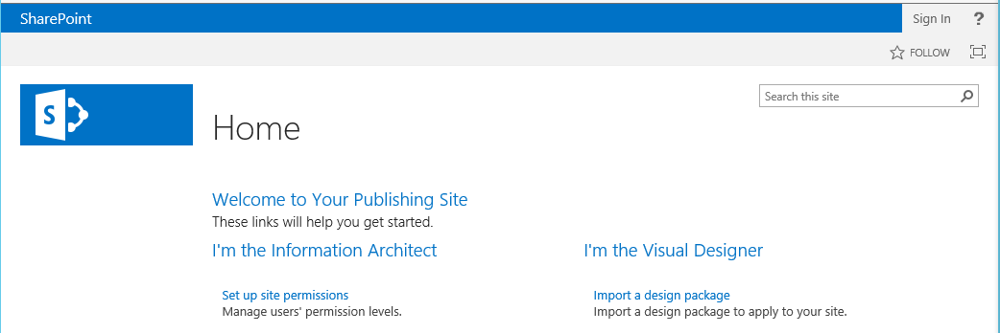 SharePoint
Sign In ?
FOLLOW
S
Search this site
Home
Welcome to Your Publishing Site
These links will help you get started.
I'm the Information Architect
I'm the Visual Designer
Set up site permissions
Import a design package
Manage users' permission levels.
Import a design package to apply to your site.